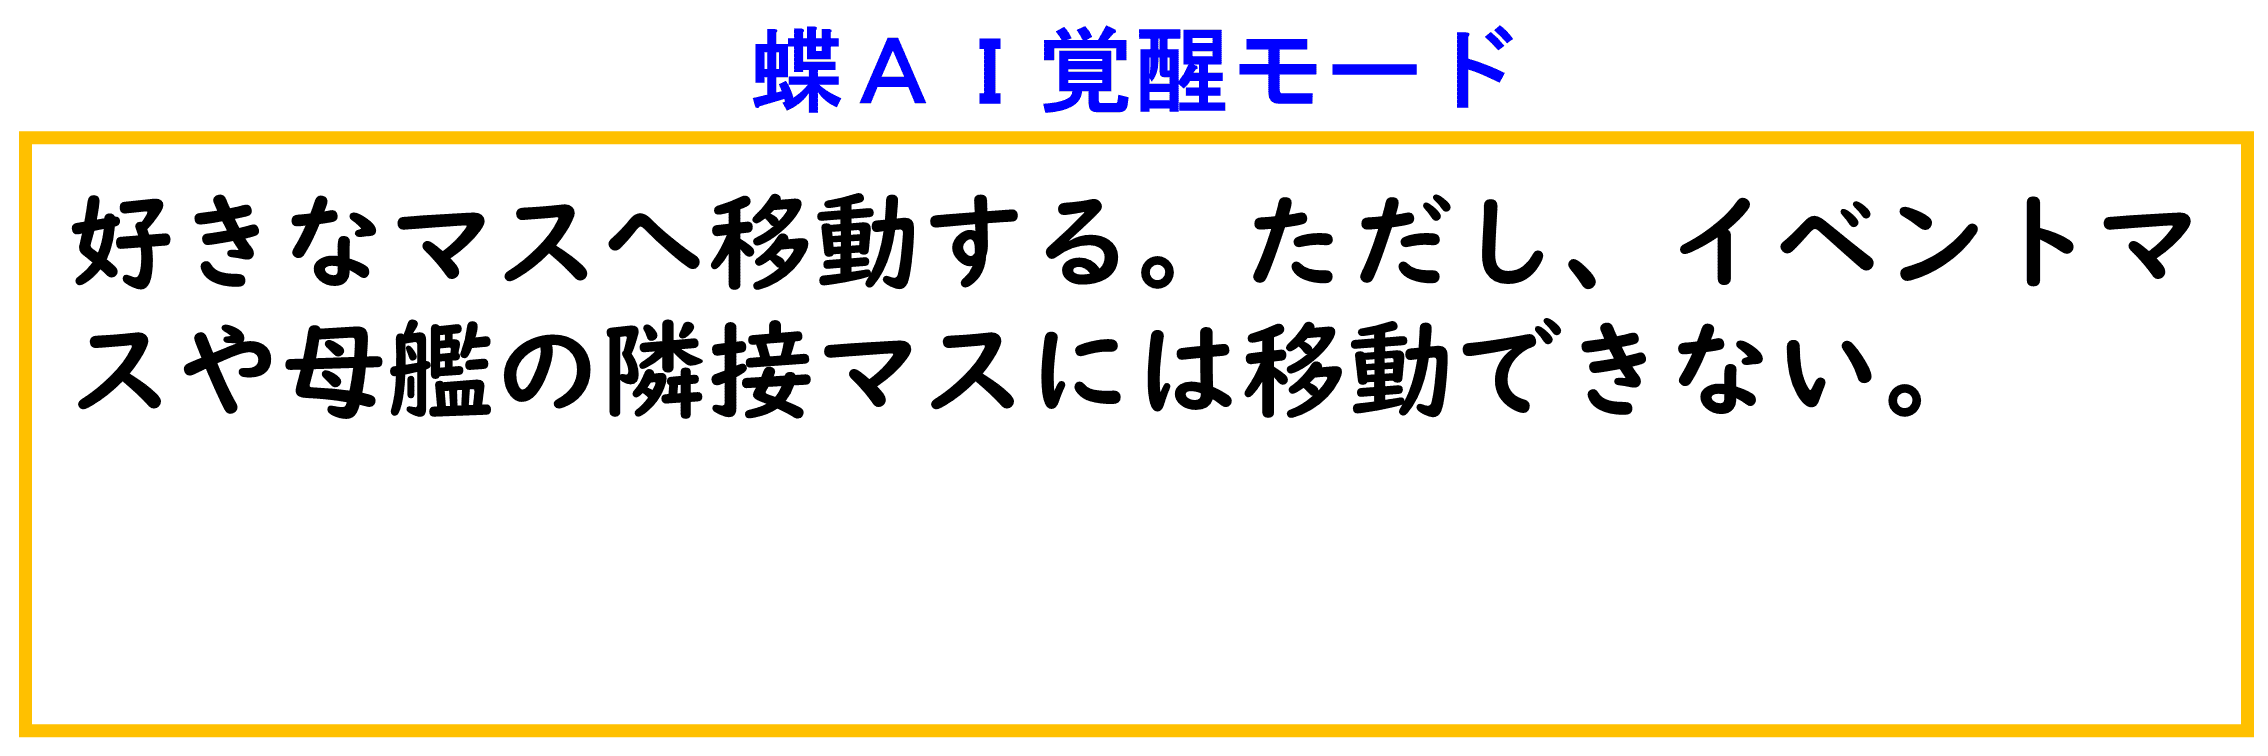 蝶ＡＩ覚醒モード
好きなマスへ移動する。ただし、イベントマ
スや母艦の隣接マスには移動できない。